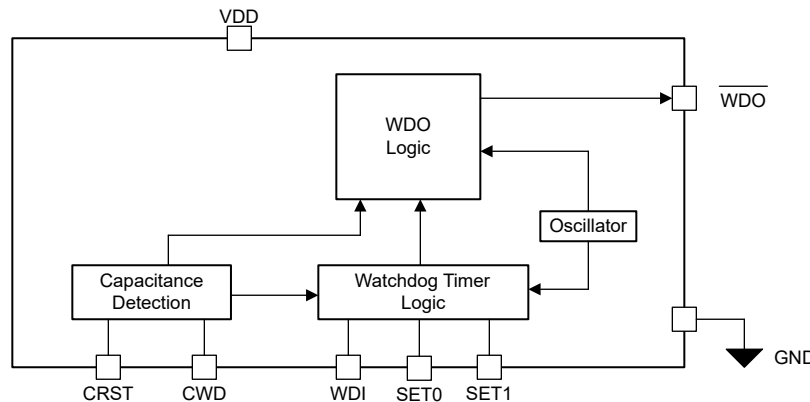 VDD
WDO
WDO
Logic
Oscillator
Capacitance
Detection
Watchdog Timer
Logic
GND
CRST
CWD
WDI
SET0
SET1